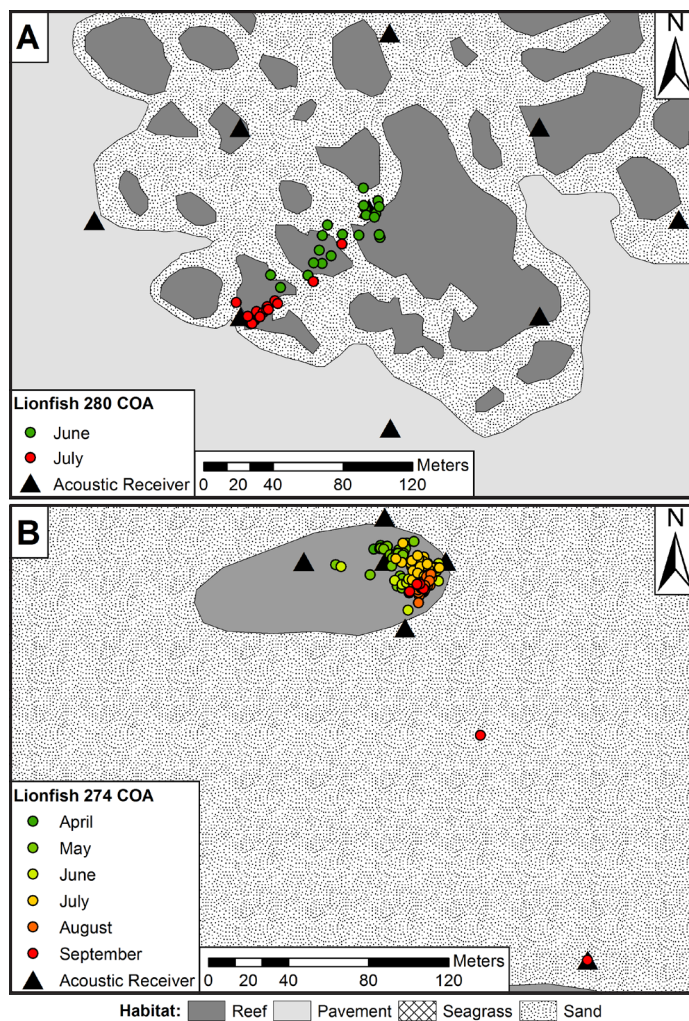 A
N
Lionfish 280 COA
June
July
Acoustic Receiver
Meters
0 20 40 80 120
B
N
Lionfish 274 COA
April
May
June
July
August
September
Acoustic Receiver
Meters
0 20 40 80 120
Habitat: Reef Pavement Seagrass Sand